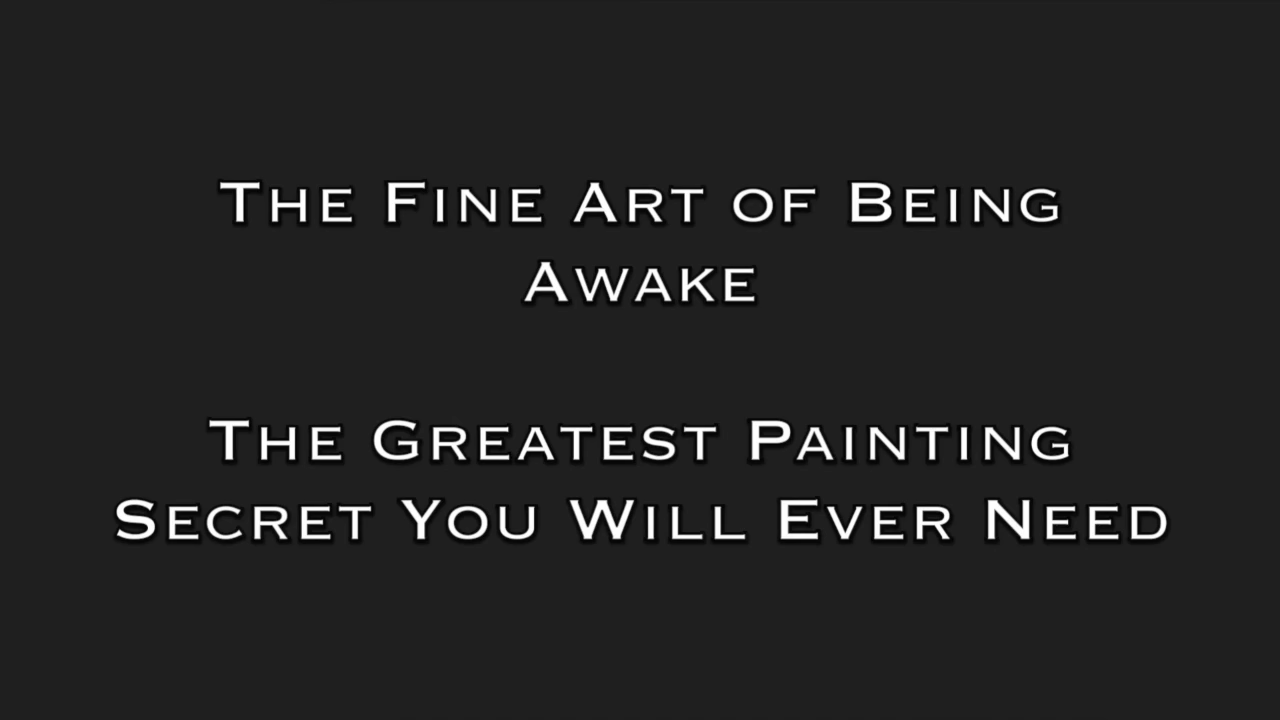 The Fine Art of Being
Awake
The Greatest Painting
Secret You Will Ever Need